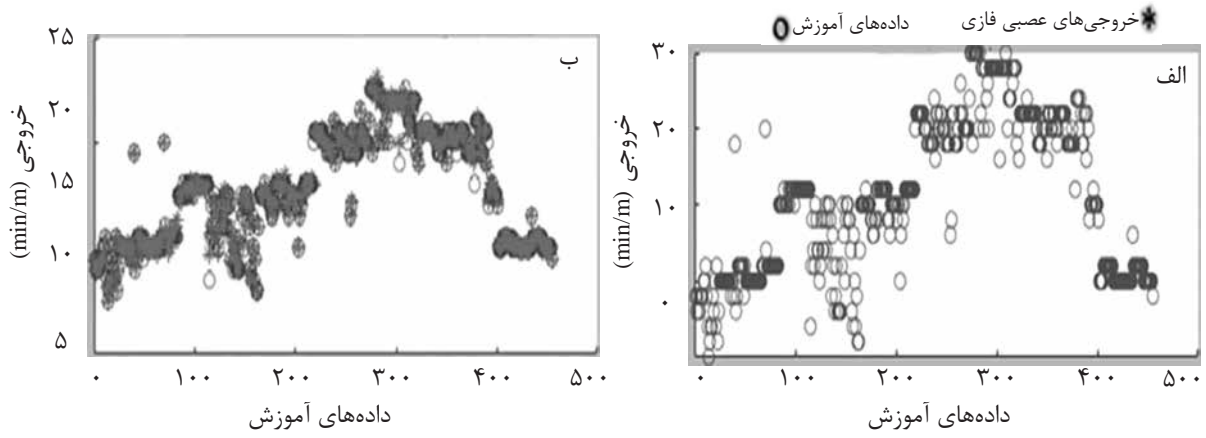 خروجی‌های عصبی فازی
داده‌های آموزش
الف
خروجی (min/m)
۳۰
۲۰
۱۰
۰
۰ ۱۰۰ ۲۰۰ ۳۰۰ ۴۰۰ ۵۰۰
داده‌های آموزش
ب
خروجی (min/m)
۲۵
۲۰
۱۵
۱۰
۵
۰ ۱۰۰ ۲۰۰ ۳۰۰ ۴۰۰ ۵۰۰
داده‌های آموزش